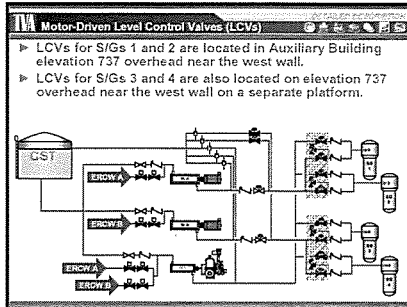 TVA Motor-Driven Level Control Valves (LCVs)
LCVs for S/Gs 1 and 2 are located in Auxiliary Building
elevation 737 overhead near the west wall.
LCVs for S/Gs 3 and 4 are also located on elevation 737
overhead near the west wall on a separate platform.
CST
ERCW A
ERCW B
ERCW A
ERCW B